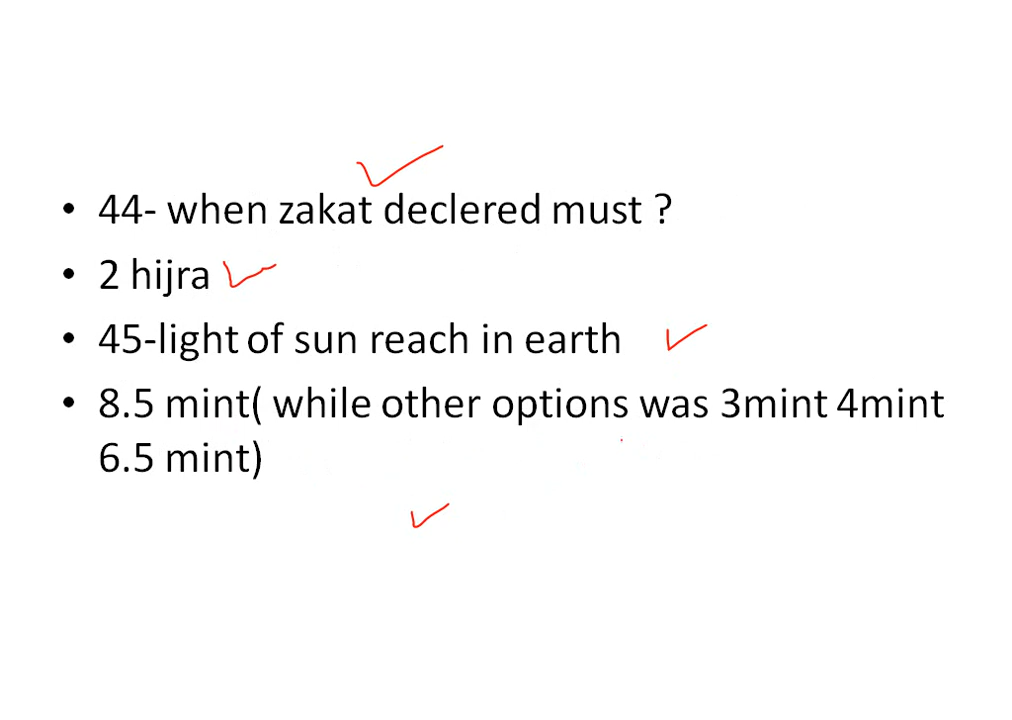 • 44- when zakat declered must ?
• 2 hijra
• 45-light of sun reach in earth
• 8.5 mint( while other options was 3mint 4mint
6.5 mint)